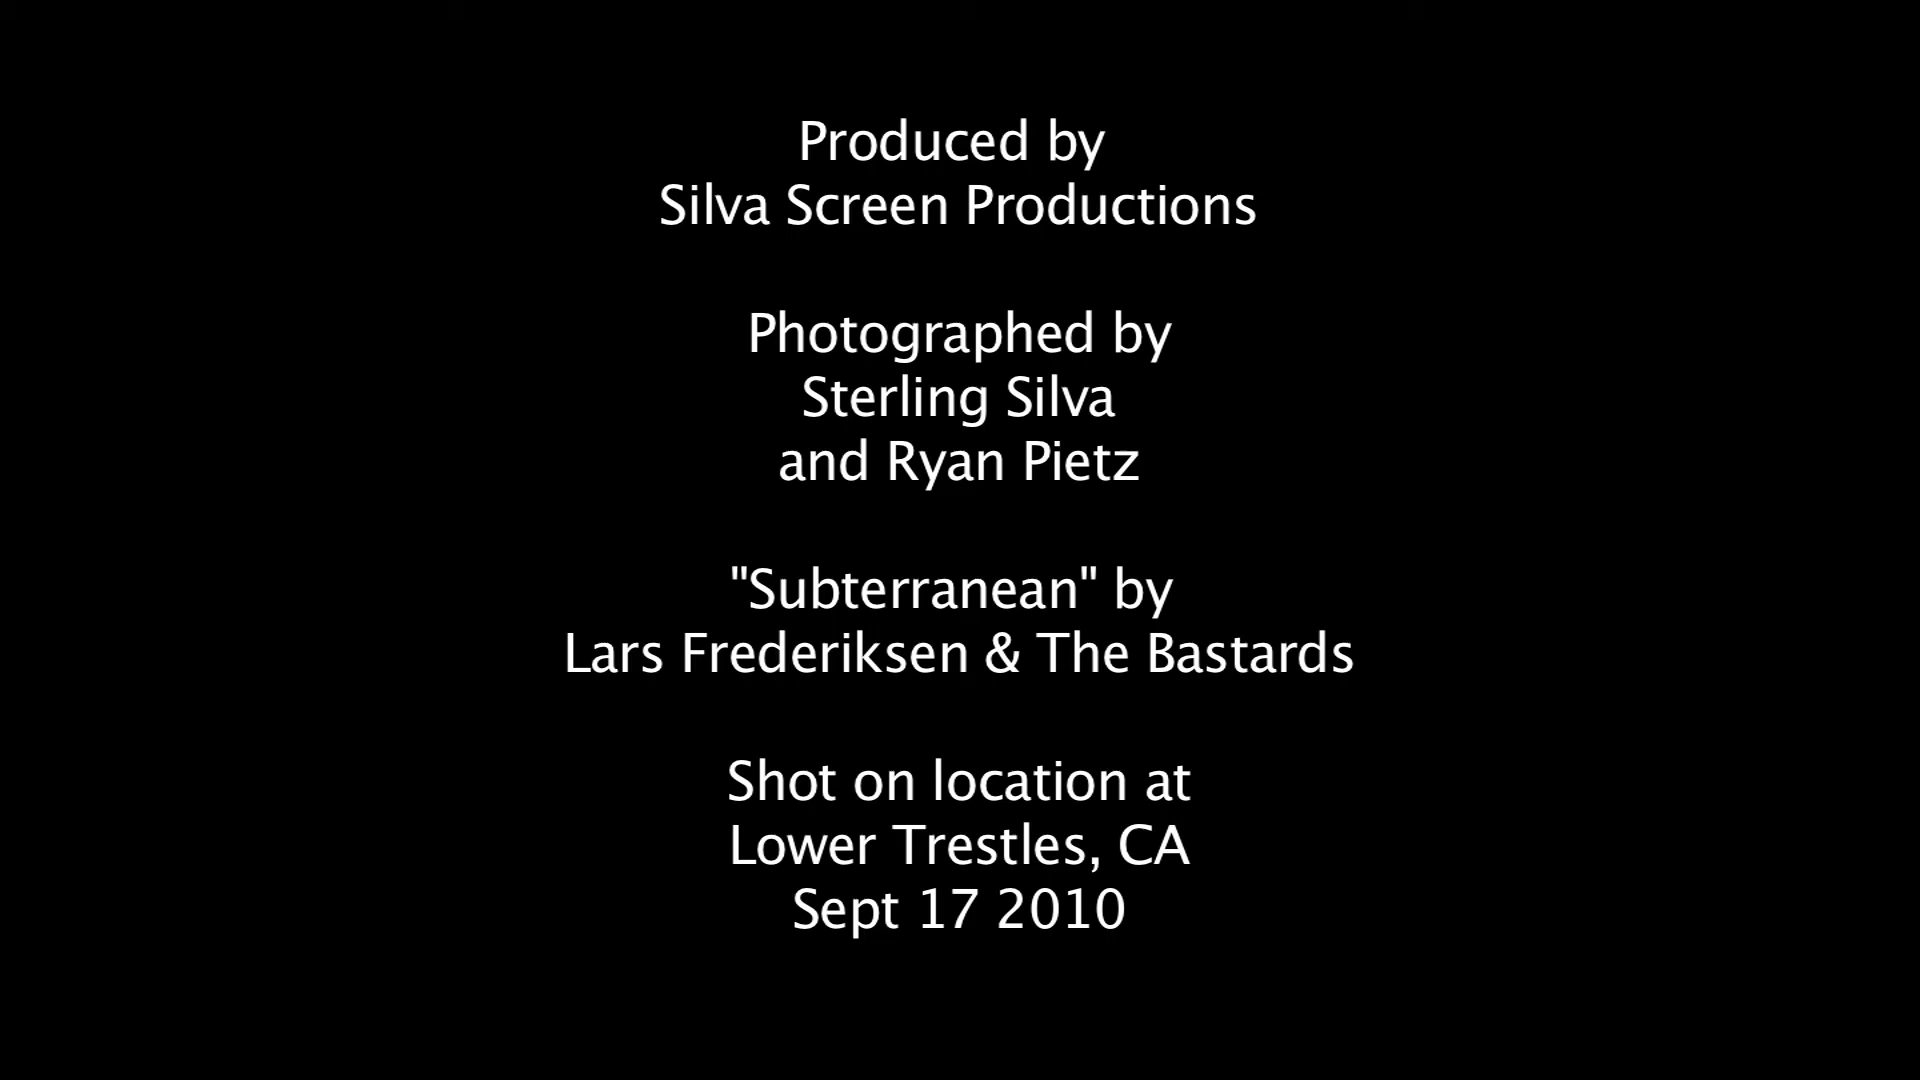 Produced by
Silva Screen Productions
Photographed by
Sterling Silva
and Ryan Pietz
"Subterranean" by
Lars Frederiksen & The Bastards
Shot on location at
Lower Trestles, CA
Sept 17 2010